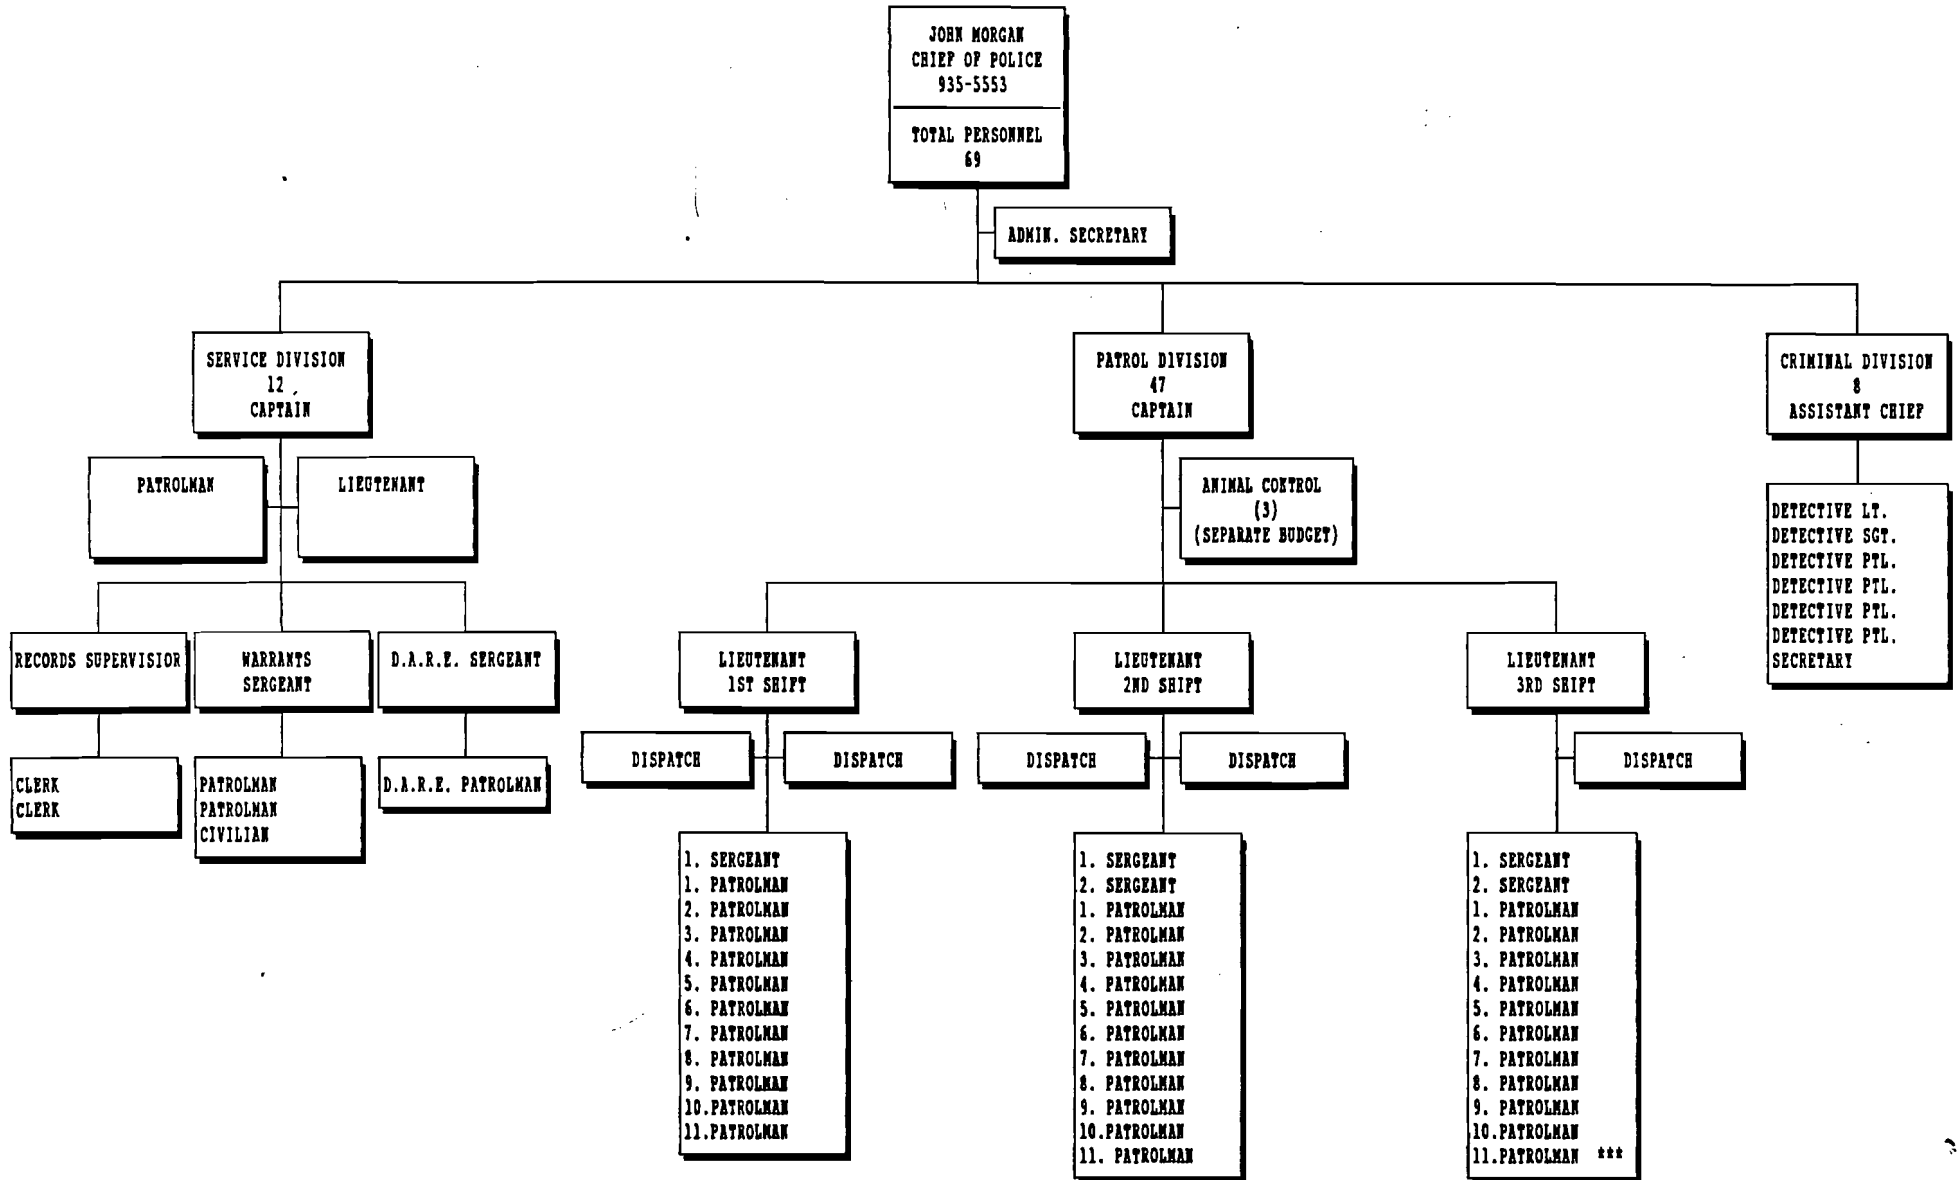 JOHN MORGAN
CHIEF OF POLICE
935-5553
TOTAL PERSONNEL
69
ADMIN. SECRETARY
SERVICE DIVISION
12
CAPTAIN
PATROLMAN
LIEUTENANT
RECORDS SUPERVISIOR
CLERK
CLERK
WARRANTS
SERGEANT
PATROLMAN
PATROLMAN
CIVILIAN
D.A.R.E. SERGEANT
D.A.R.E. PATROLMAN
PATROL DIVISION
47
CAPTAIN
ANIMAL CONTROL
(3)
(SEPARATE BUDGET)
LIEUTENANT
1ST SHIFT
DISPATCH
DISPATCH
1. SERGEANT
1. PATROLMAN
2. PATROLMAN
3. PATROLMAN
4. PATROLMAN
5. PATROLMAN
6. PATROLMAN
7. PATROLMAN
8. PATROLMAN
9. PATROLMAN
10.PATROLMAN
11.PATROLMAN
LIEUTENANT
2ND SHIFT
DISPATCH
DISPATCH
1. SERGEANT
2. SERGEANT
1. PATROLMAN
2. PATROLMAN
3. PATROLMAN
4. PATROLMAN
5. PATROLMAN
6. PATROLMAN
7. PATROLMAN
8. PATROLMAN
9. PATROLMAN
10.PATROLMAN
11. PATROLMAN
LIEUTENANT
3RD SHIFT
DISPATCH
1. SERGEANT
2. SERGEANT
1. PATROLMAN
2. PATROLMAN
3. PATROLMAN
4. PATROLMAN
5. PATROLMAN
6. PATROLMAN
7. PATROLMAN
8. PATROLMAN
9. PATROLMAN
10.PATROLMAN
11.PATROLMAN ***
CRIMINAL DIVISION
8
ASSISTANT CHIEF
DETECTIVE LT.
DETECTIVE SGT.
DETECTIVE PTL.
DETECTIVE PTL.
DETECTIVE PTL.
DETECTIVE PTL.
SECRETARY